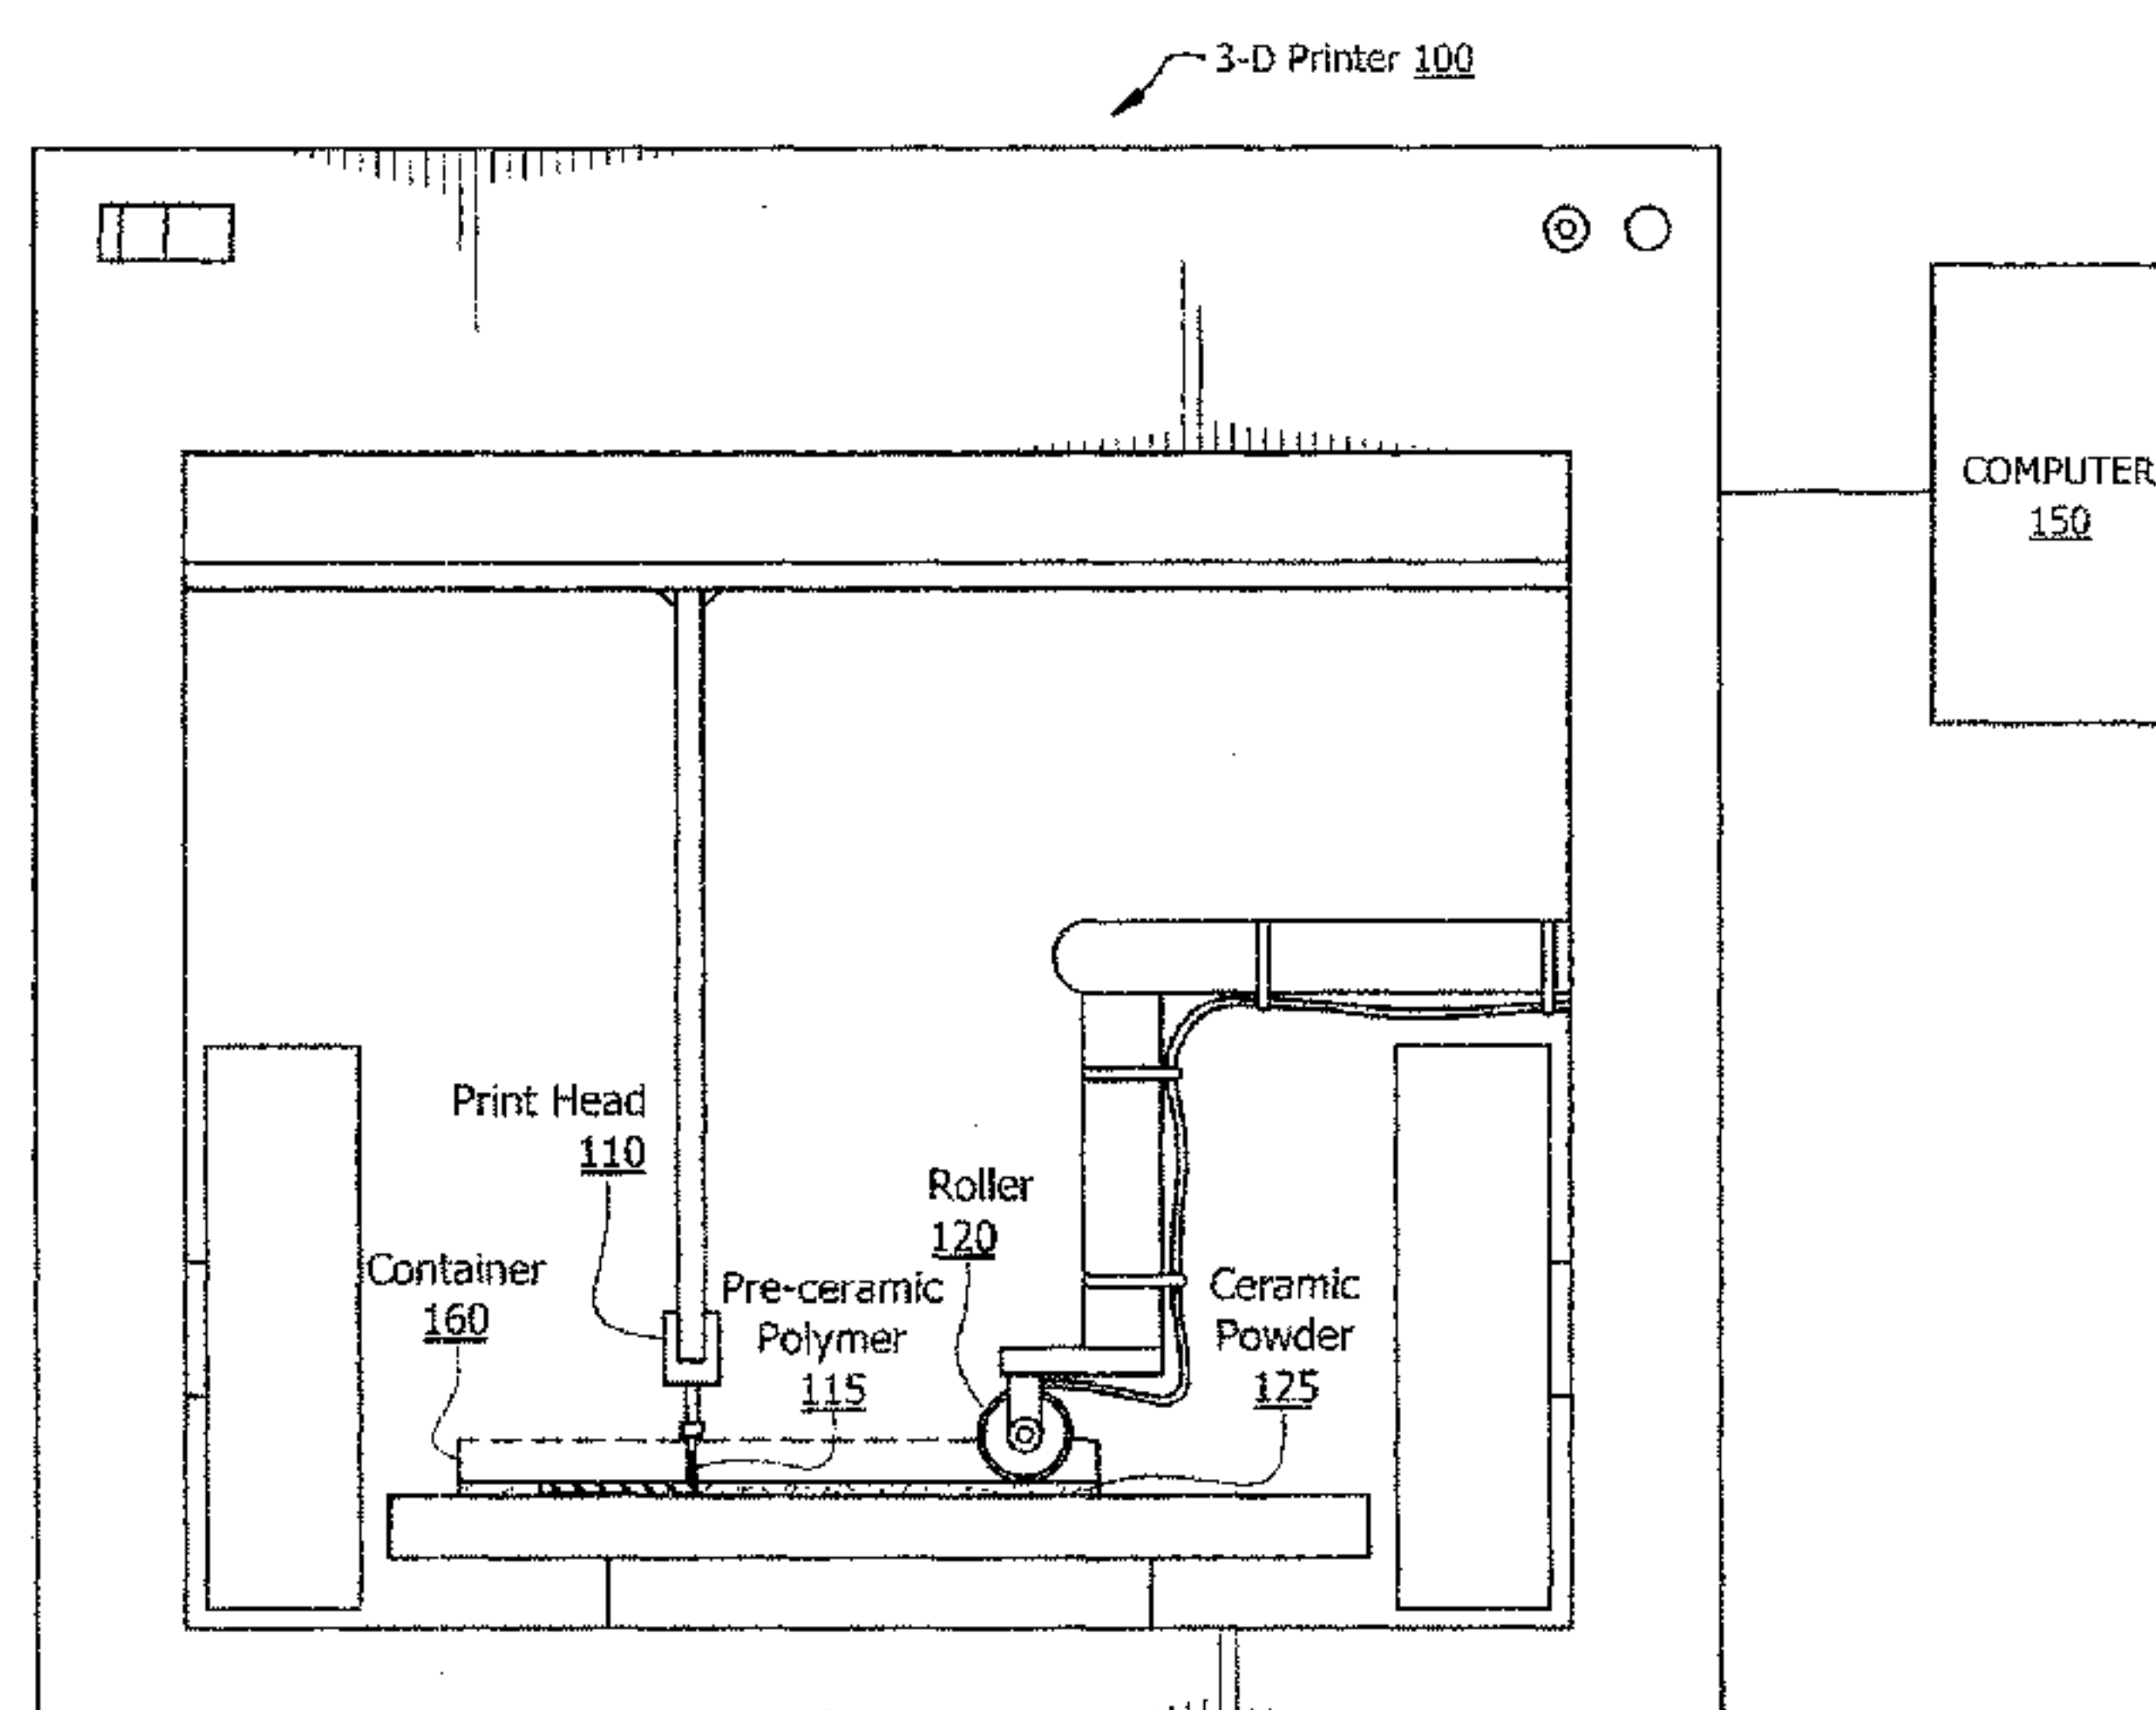 3-D Printer 100
COMPUTER
150
Print Head
110
Roller
120
Container
160
Pre-ceramic
Polymer
115
Ceramic
Powder
125